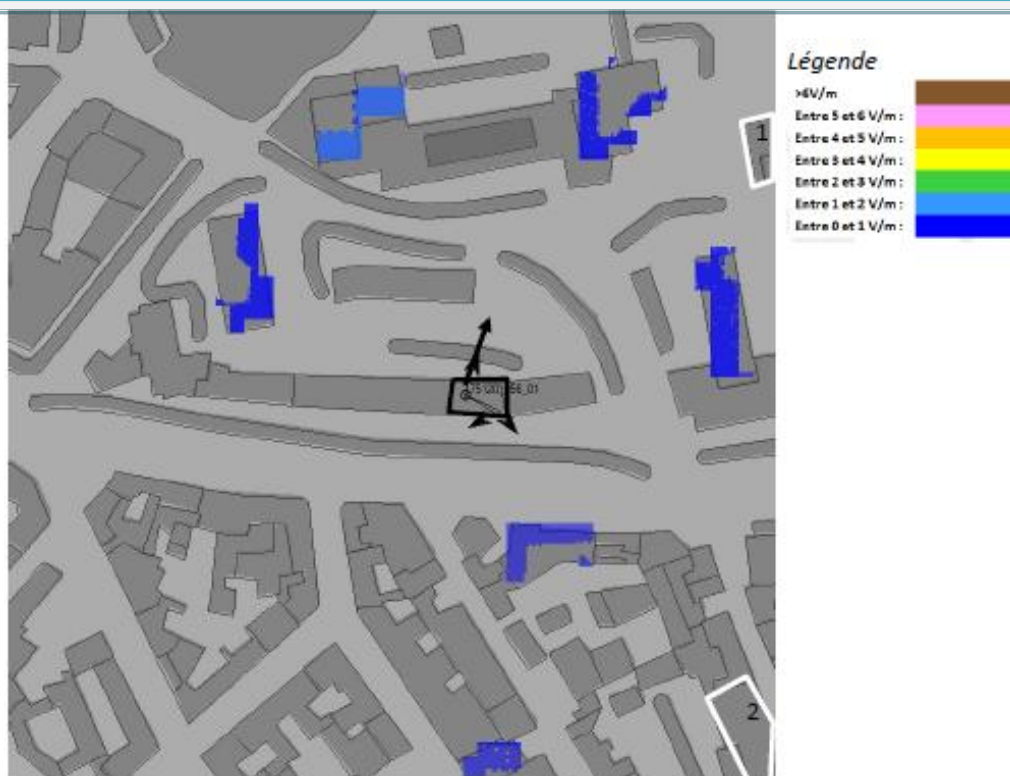 Légende
>6V/m
Entre 5 et 6 V/m :
Entre 4 et 5 V/m :
Entre 3 et 4 V/m :
Entre 2 et 3 V/m :
Entre 1 et 2 V/m :
Entre 0 et 1 V/m :
1
2